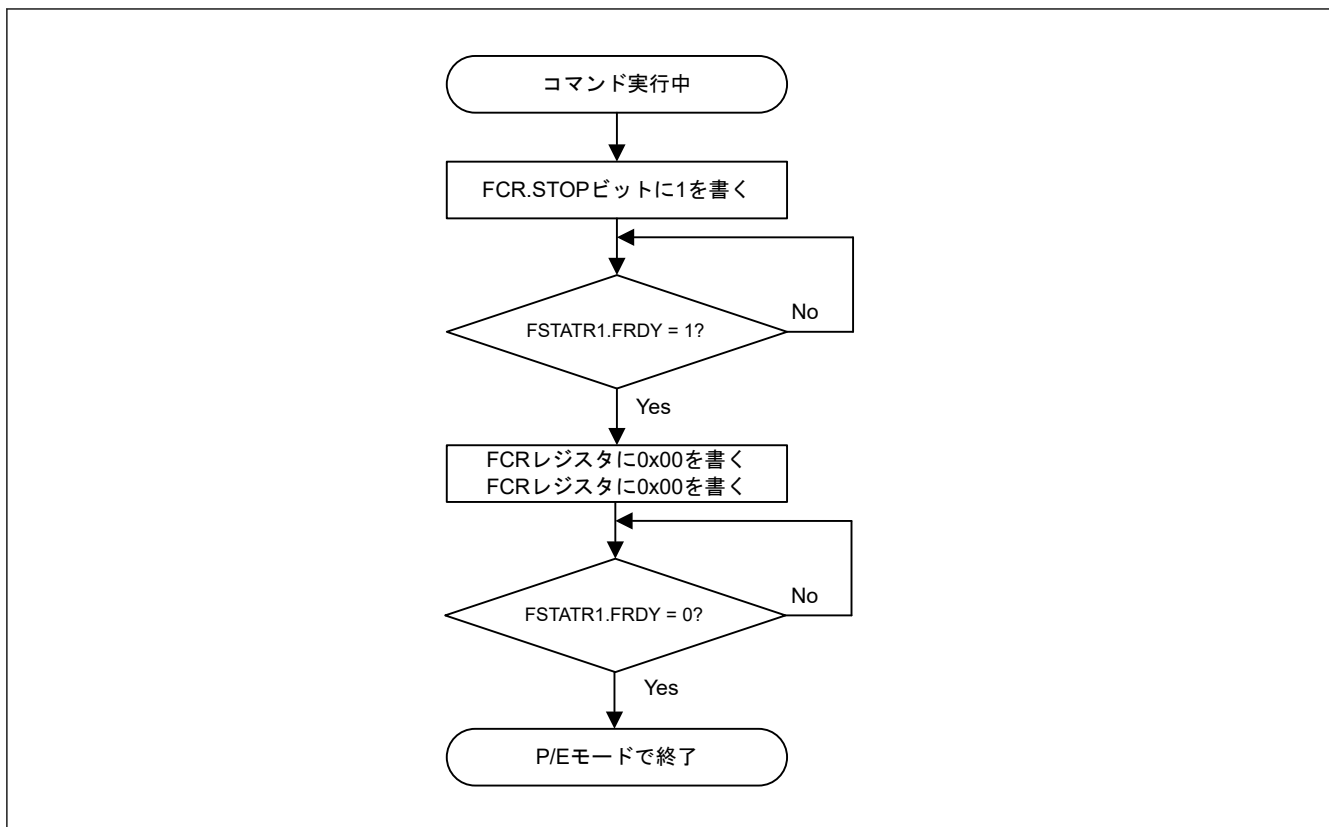 コマンド実行中
FCR.STOPビットに1を書く
FSTATR1.FRDY = 1?
No
Yes
FCRレジスタに0x00を書く
FCRレジスタに0x00を書く
FSTATR1.FRDY = 0?
No
Yes
P/Eモードで終了